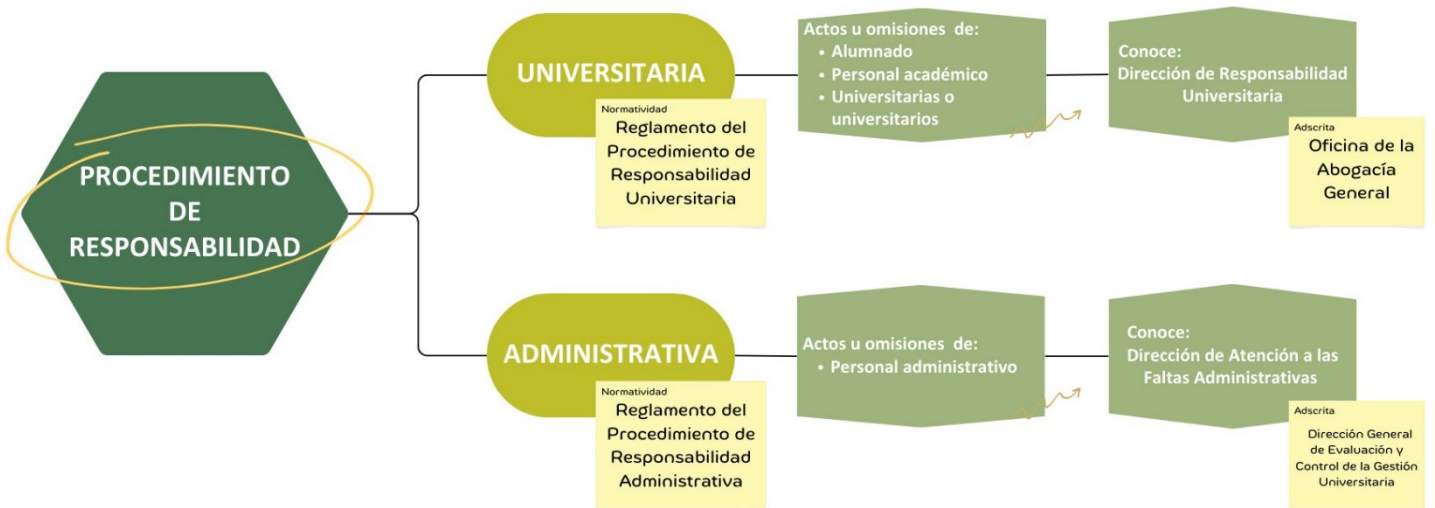 PROCEDIMIENTO
DE
RESPONSABILIDAD
UNIVERSITARIA
Normatividad
Reglamento del
Procedimiento de
Responsabilidad
Universitaria
Actos u omisiones de:
• Alumnado
• Personal académico
• Universitarias o
universitarios
Conoce:
Dirección de Responsabilidad
Universitaria
Adscrita
Oficina de la
Abogacía
General
ADMINISTRATIVA
Normatividad
Reglamento del
Procedimiento de
Responsabilidad
Administrativa
Actos u omisiones de:
• Personal administrativo
Conoce:
Dirección de Atención a las
Faltas Administrativas
Adscrita
Dirección General
de Evaluación y
Control de la Gestión
Universitaria